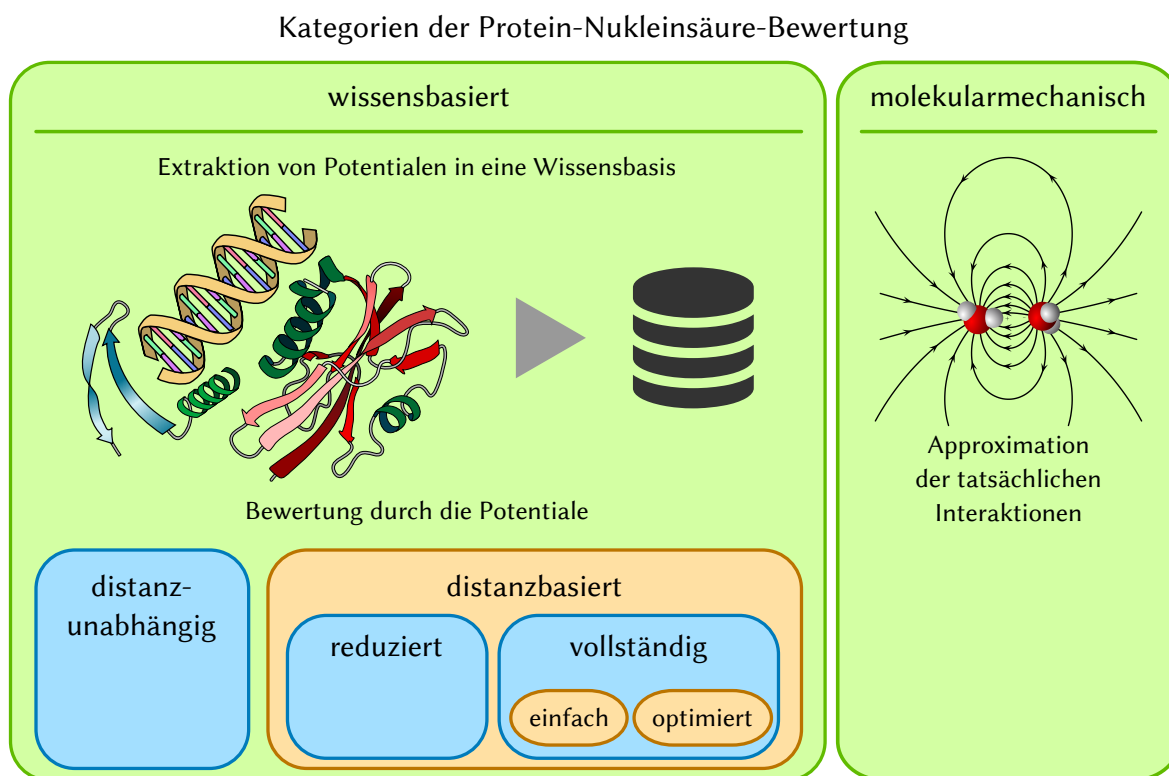 Kategorien der Protein-Nukleinsäure-Bewertung
wissensbasiert
Extraktion von Potentialen in eine Wissensbasis
Bewertung durch die Potentiale
distanz-
unabhängig
distanzbasiert
reduziert
vollständig
einfach
optimiert
molekularmechanisch
Approximation
der tatsächlichen
Interaktionen